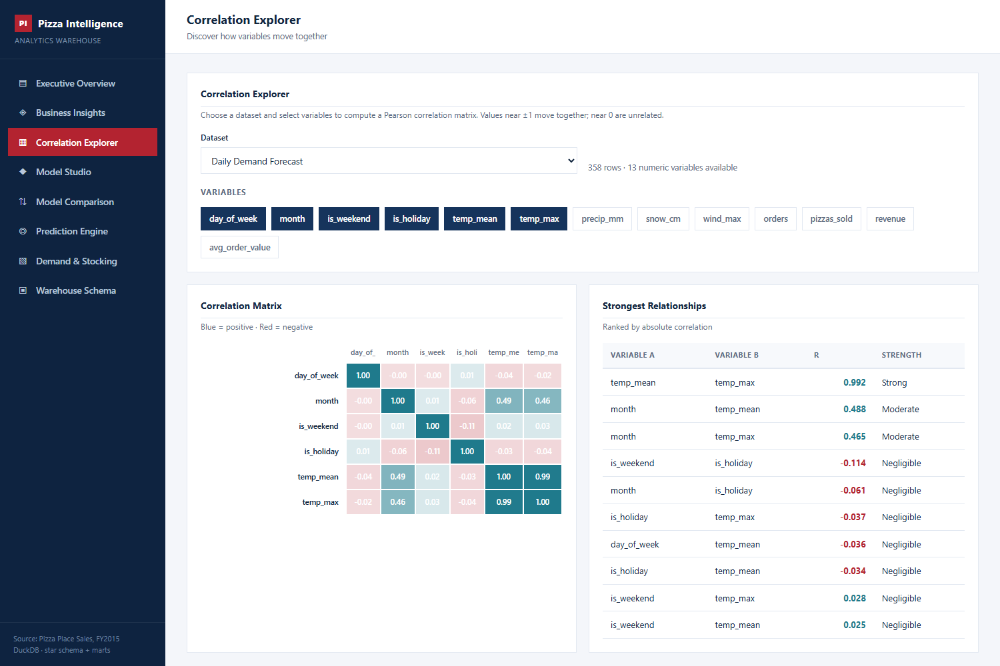 PI Pizza Intelligence
ANALYTICS WAREHOUSE
Executive Overview
Business Insights
Correlation Explorer
Model Studio
Model Comparison
Prediction Engine
Demand & Stocking
Warehouse Schema
Source: Pizza Place Sales, FY2015
DuckDB · star schema + marts
Correlation Explorer
Discover how variables move together
Correlation Explorer
Choose a dataset and select variables to compute a Pearson correlation matrix. Values near ±1 move together; near 0 are unrelated.
Dataset
Daily Demand Forecast
358 rows · 13 numeric variables available
VARIABLES
day_of_week month is_weekend is_holiday temp_mean temp_max precip_mm snow_cm wind_max orders pizzas_sold revenue
avg_order_value
Correlation Matrix
Blue = positive · Red = negative
day_of_ month is_week is_holi temp_me temp_ma
day_of_week 1.00 -0.00 -0.00 0.01 -0.04 -0.02
month -0.00 1.00 0.01 -0.06 0.49 0.46
is_weekend -0.00 0.01 1.00 -0.11 0.02 0.03
is_holiday 0.01 -0.06 -0.11 1.00 -0.03 -0.04
temp_mean -0.04 0.49 0.02 -0.03 1.00 0.99
temp_max -0.02 0.46 0.03 -0.04 0.99 1.00
Strongest Relationships
Ranked by absolute correlation
VARIABLE A VARIABLE B R STRENGTH
temp_mean temp_max 0.992 Strong
month temp_mean 0.488 Moderate
month temp_max 0.465 Moderate
is_weekend is_holiday -0.114 Negligible
month is_holiday -0.061 Negligible
is_holiday temp_max -0.037 Negligible
day_of_week temp_mean -0.036 Negligible
is_holiday temp_mean -0.034 Negligible
is_weekend temp_max 0.028 Negligible
is_weekend temp_mean 0.025 Negligible